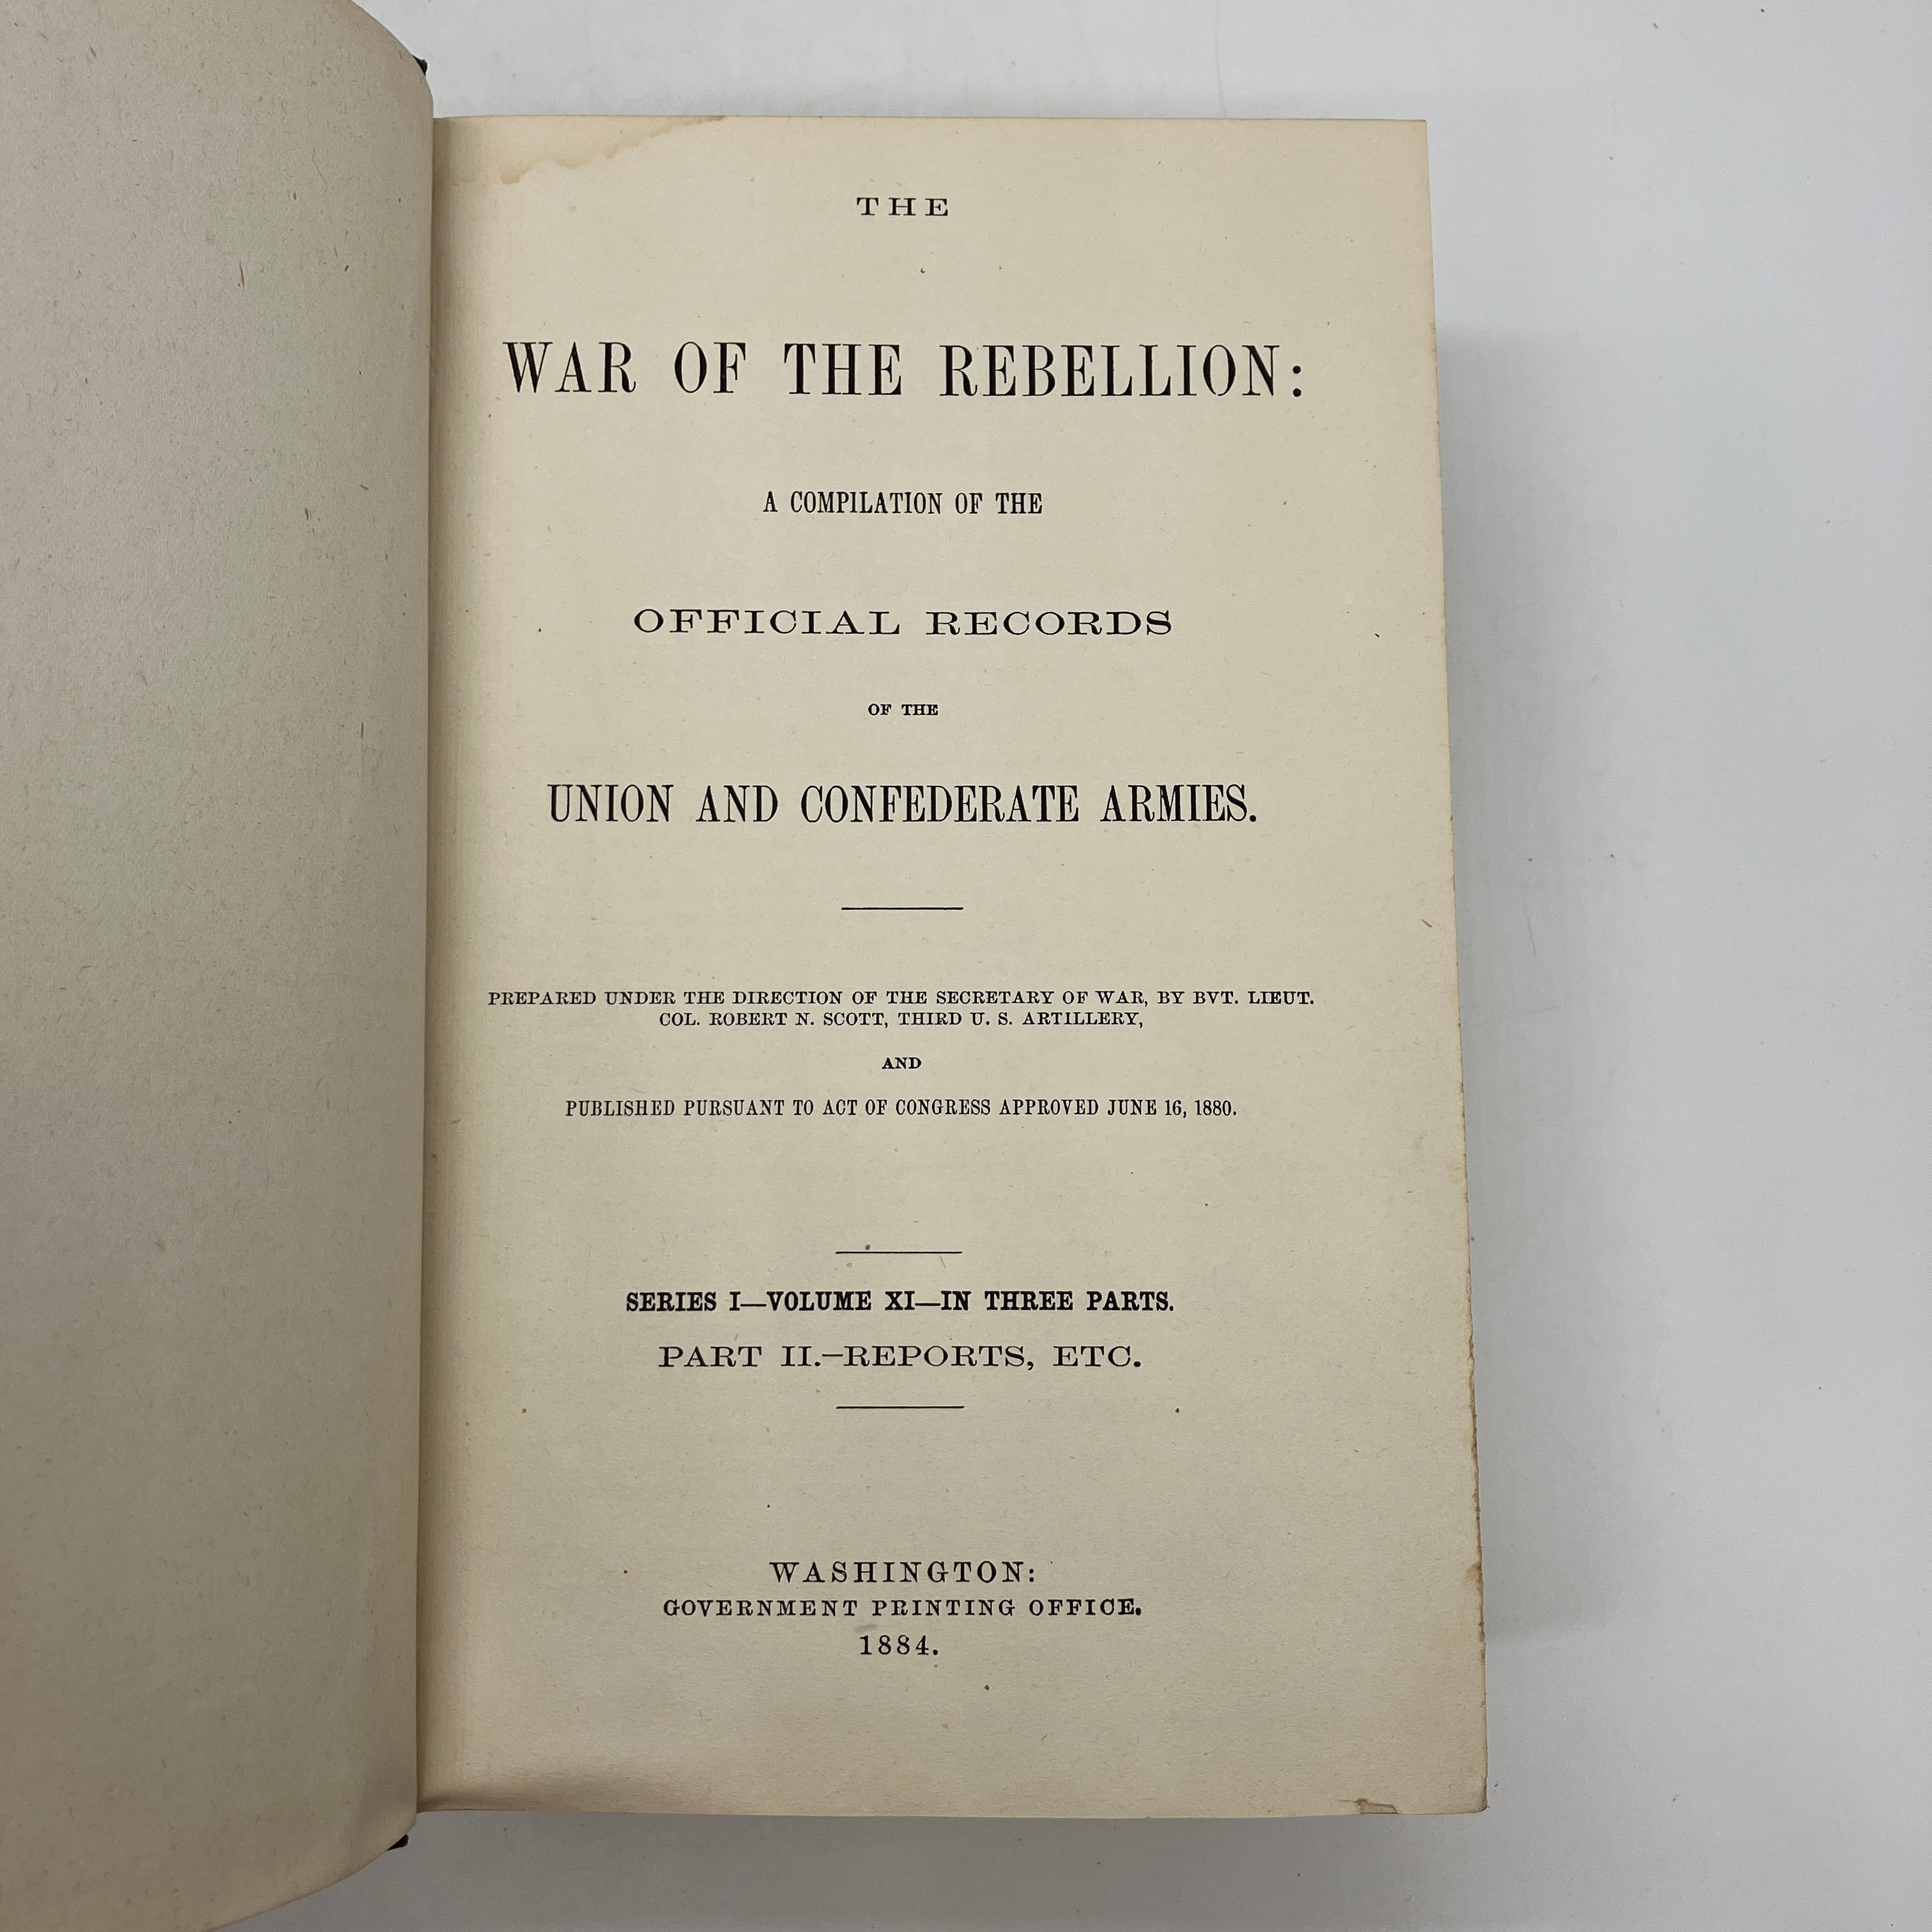 THE
WAR OF THE REBELLION:
A COMPILATION OF THE
OFFICIAL RECORDS
OF THE
UNION AND CONFEDERATE ARMIES.
PREPARED UNDER THE DIRECTION OF THE SECRETARY OF WAR, BY BVT. LIEUT.
COL. ROBERT N. SCOTT, THIRD U. S. ARTILLERY,
AND
PUBLISHED PURSUANT TO ACT OF CONGRESS APPROVED JUNE 16, 1880.
SERIES I—VOLUME XI—IN THREE PARTS.
PART II.–REPORTS, ETC.
WASHINGTON:
GOVERNMENT PRINTING OFFICE.
1884.